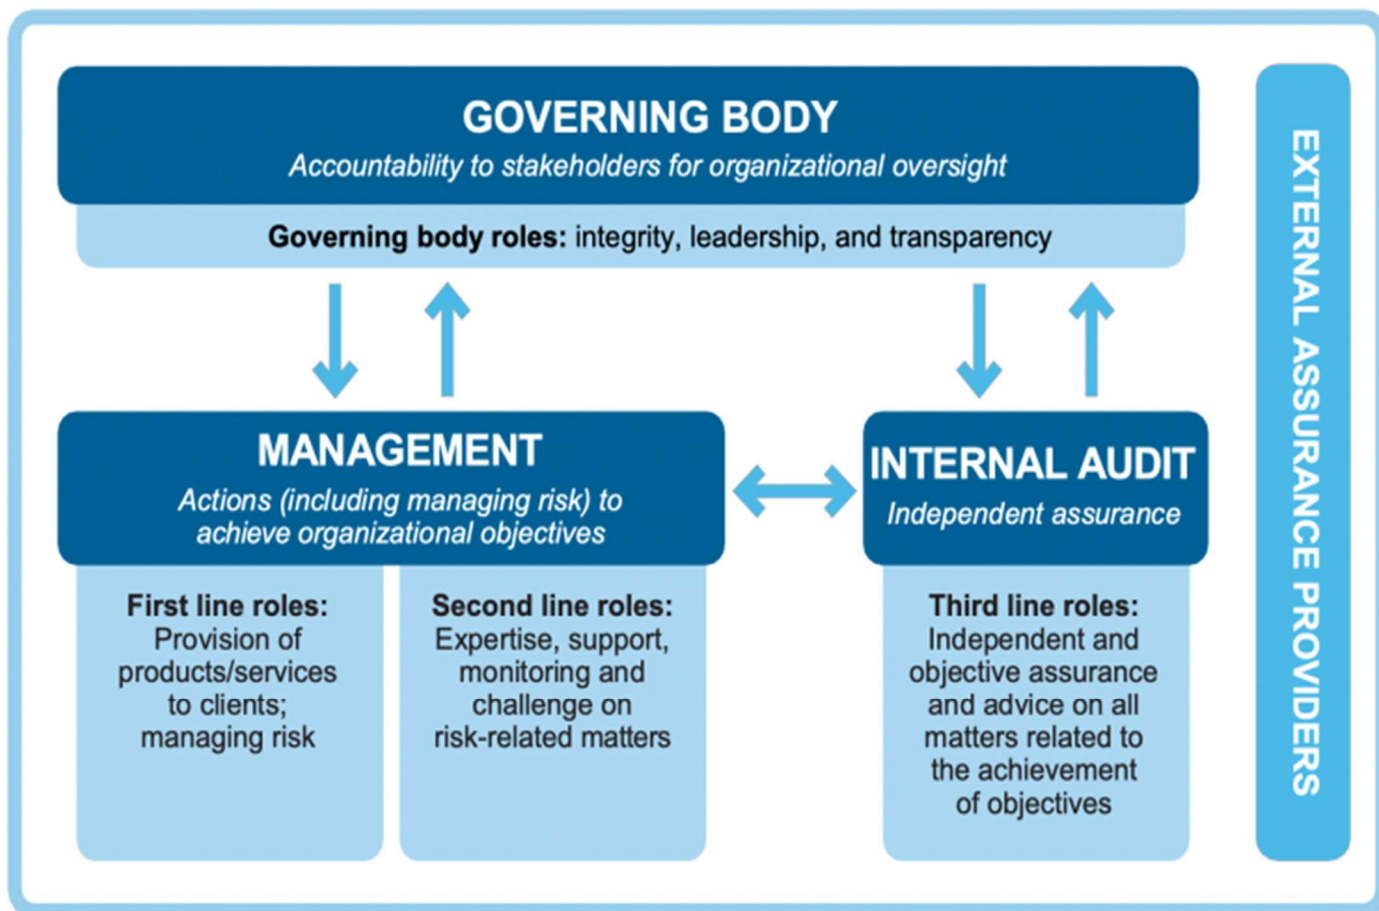 GOVERNING BODY
Accountability to stakeholders for organizational oversight
Governing body roles: integrity, leadership, and transparency
MANAGEMENT
Actions (including managing risk) to
achieve organizational objectives
First line roles:
Provision of
products/services
to clients;
managing risk
Second line roles:
Expertise, support,
monitoring and
challenge on
risk-related matters
INTERNAL AUDIT
Independent assurance
Third line roles:
Independent and
objective assurance
and advice on all
matters related to
the achievement
of objectives
EXTERNAL ASSURANCE PROVIDERS